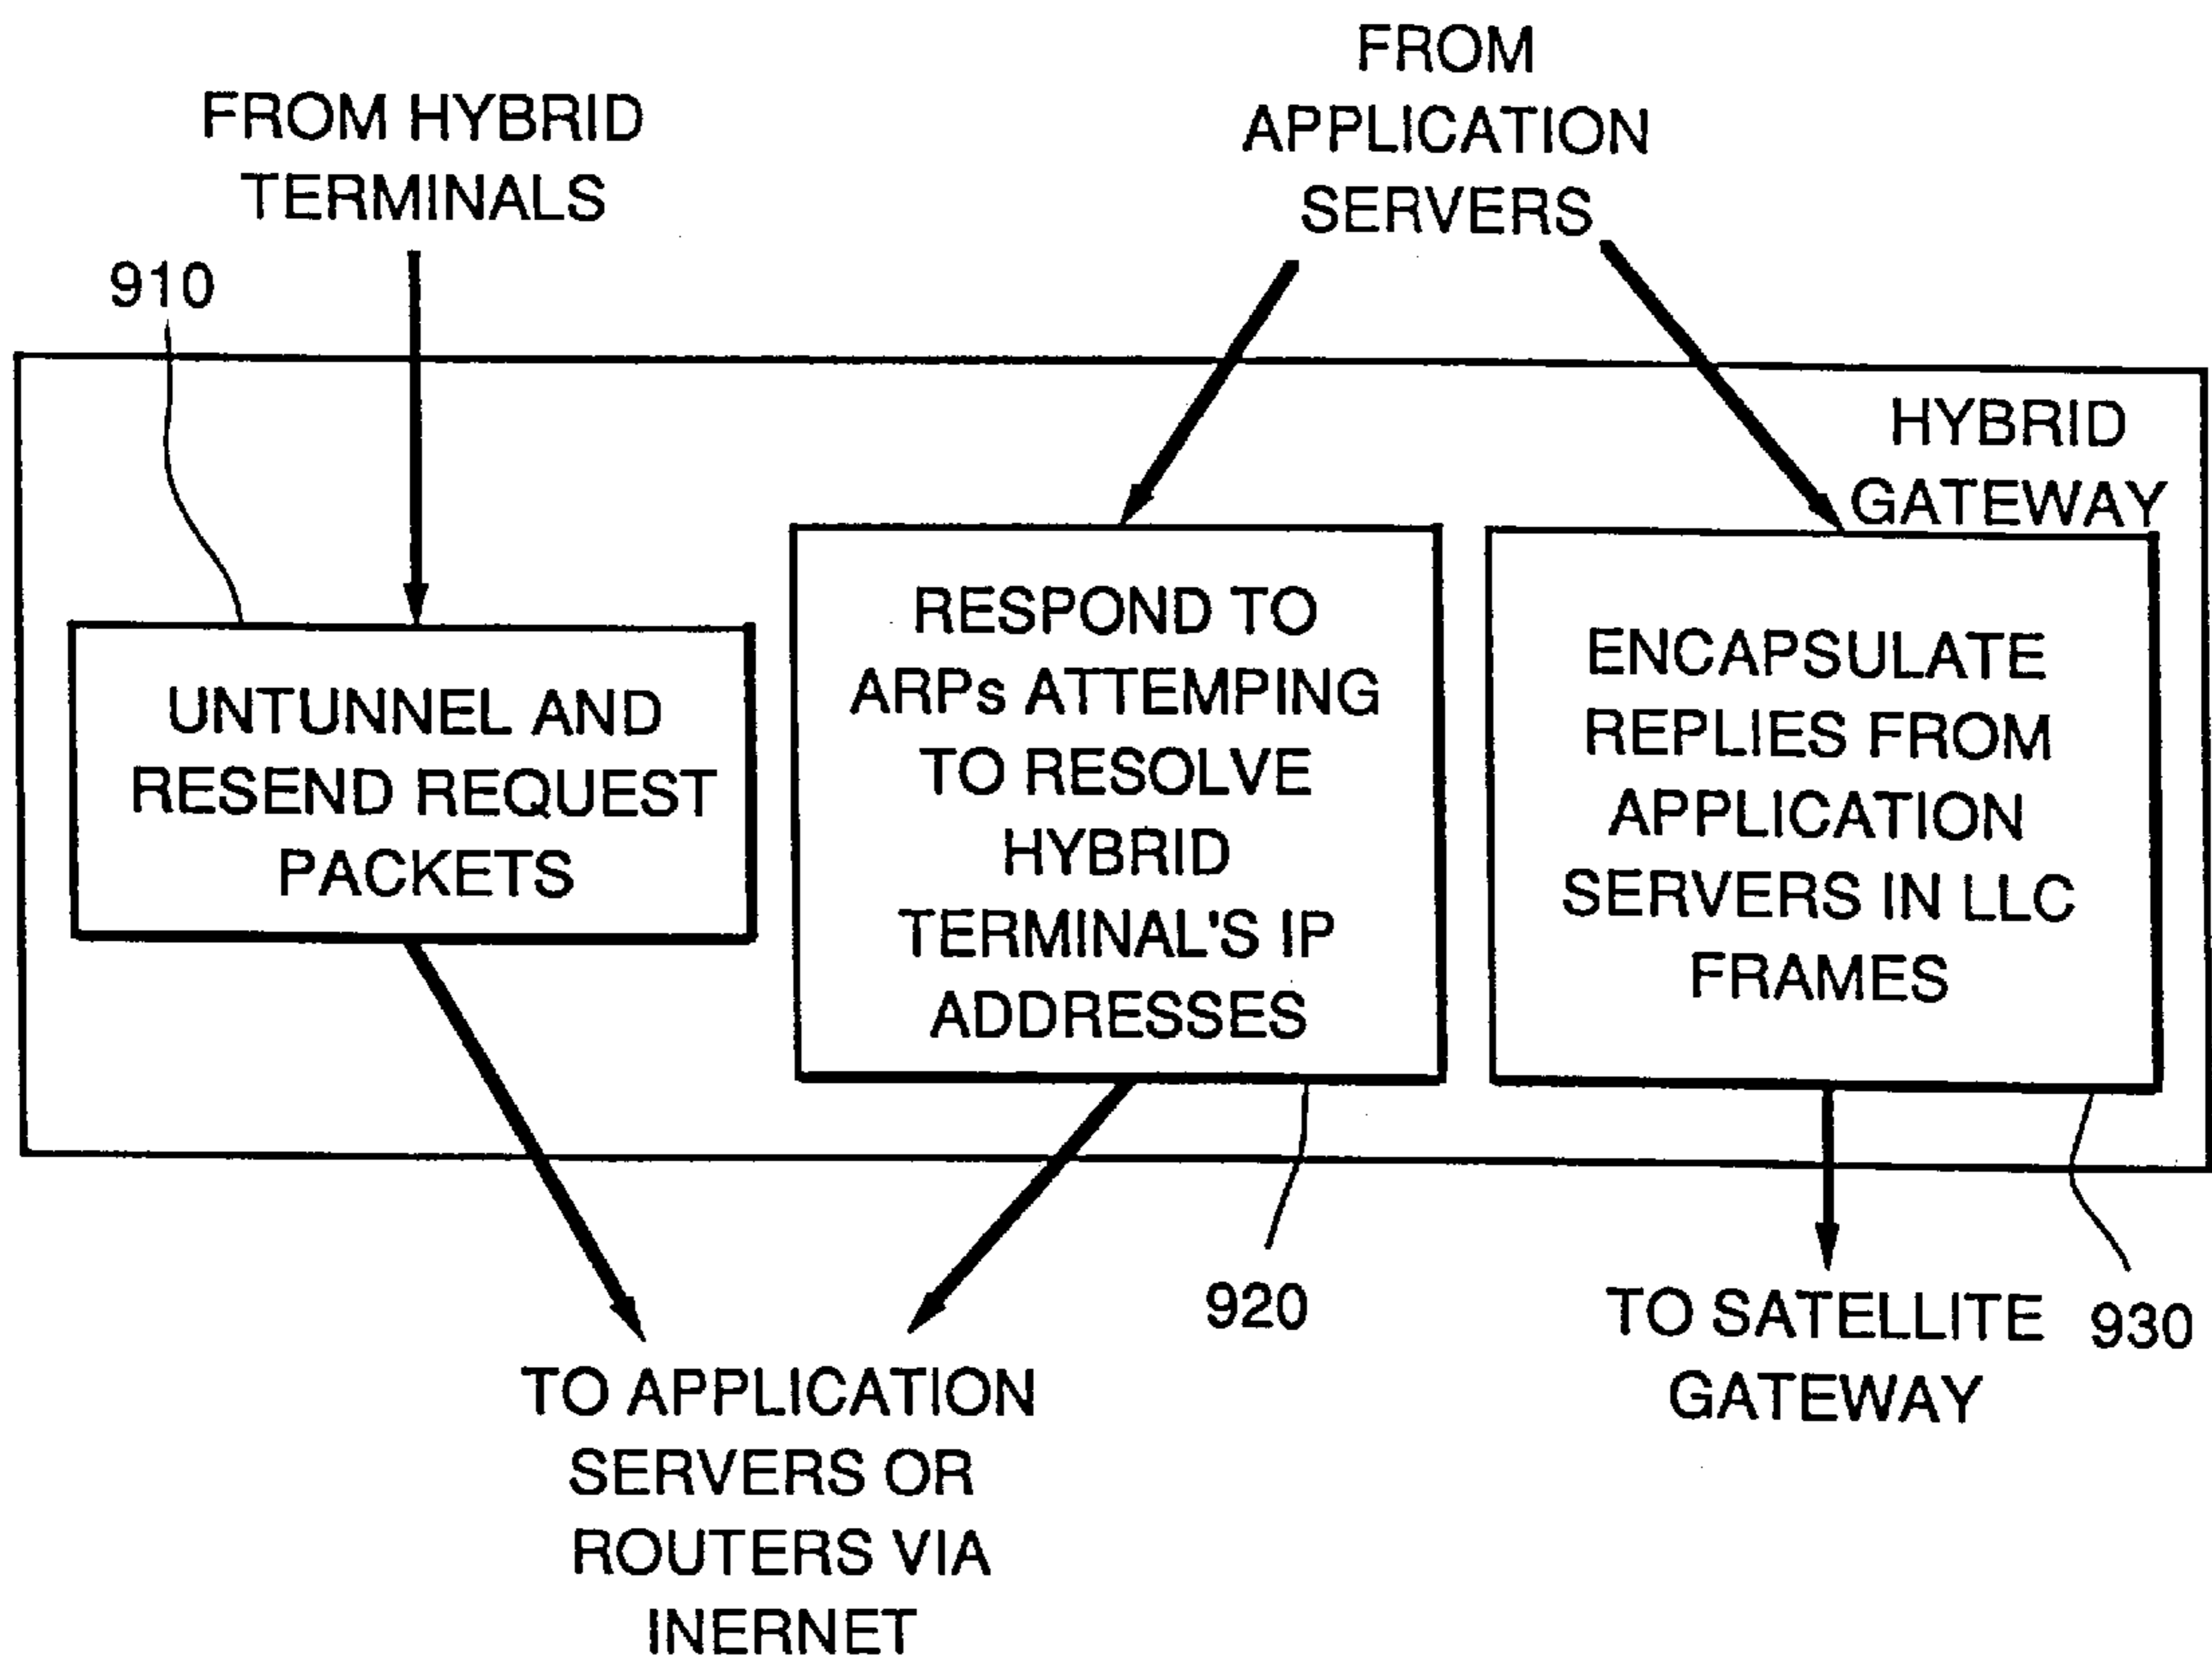 FROM HYBRID
TERMINALS
FROM
APPLICATION
SERVERS
910
HYBRID
GATEWAY
UNTUNNEL AND
RESEND REQUEST
PACKETS
RESPOND TO
ARPs ATTEMPING
TO RESOLVE
HYBRID
TERMINAL'S IP
ADDRESSES
ENCAPSULATE
REPLIES FROM
APPLICATION
SERVERS IN LLC
FRAMES
920
930
TO APPLICATION
SERVERS OR
ROUTERS VIA
INERNET
TO SATELLITE
GATEWAY